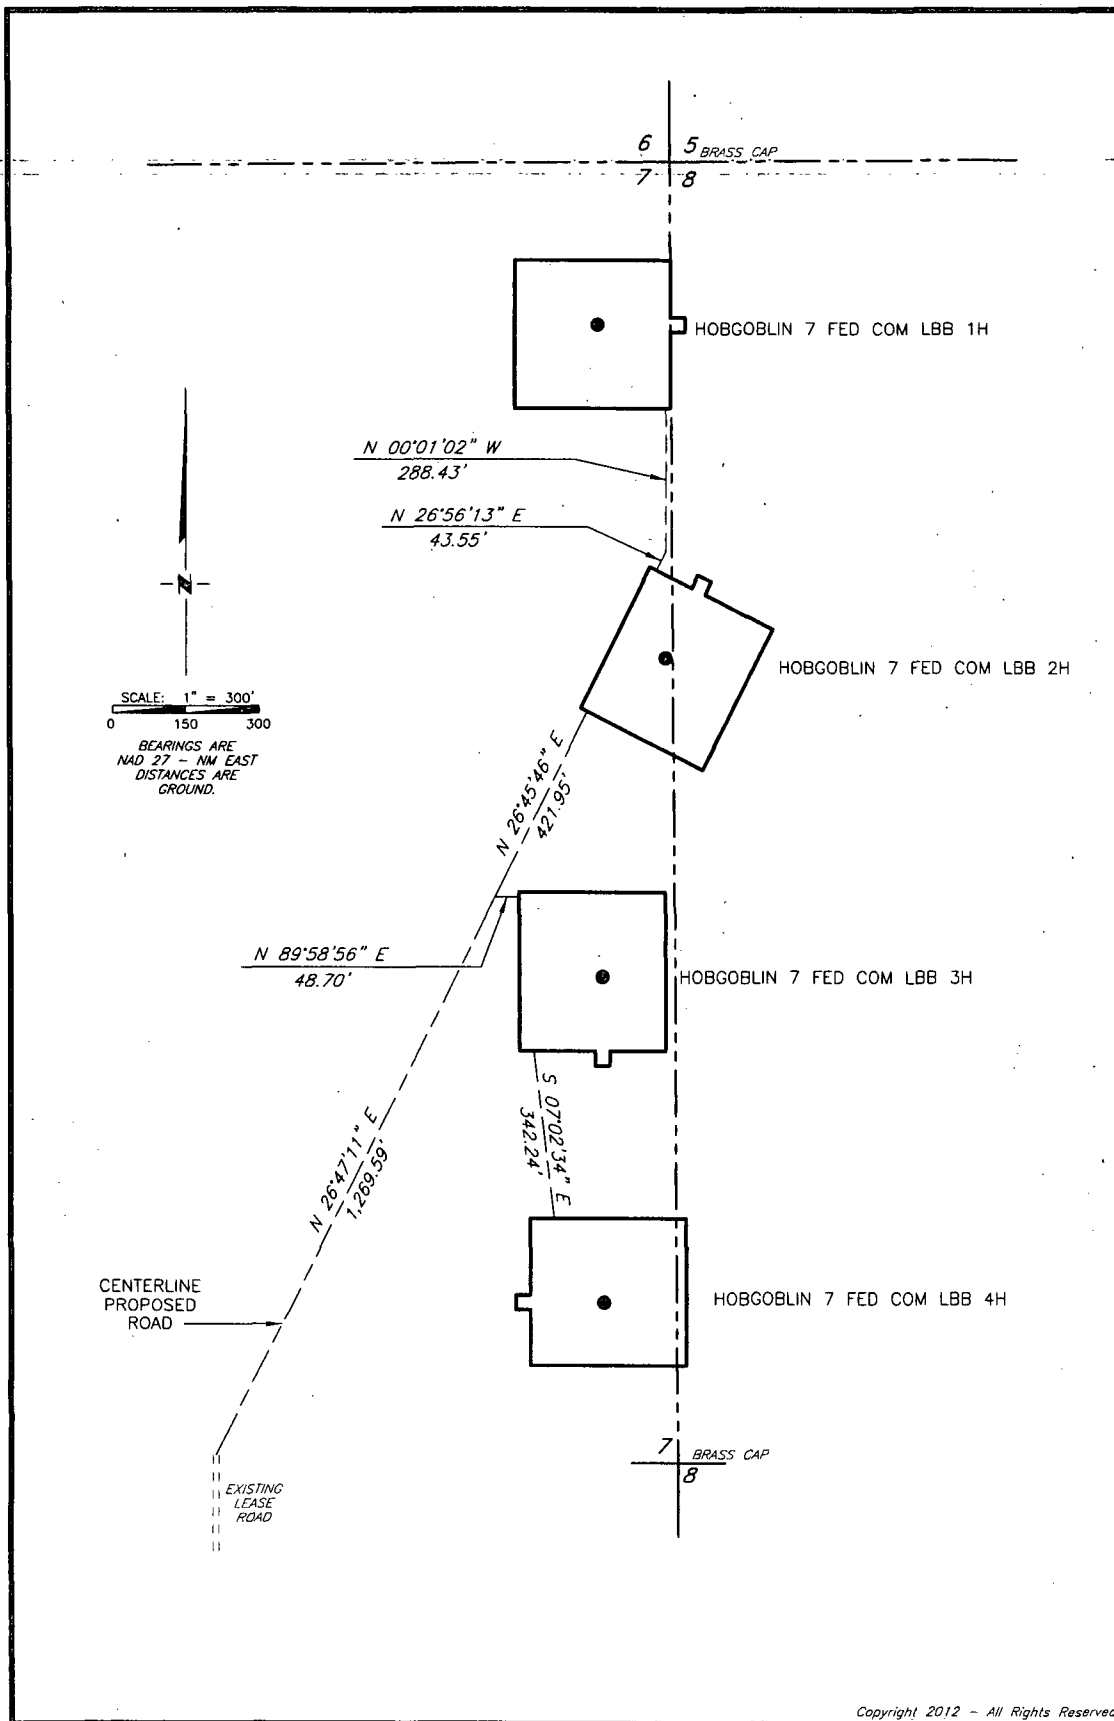 6 5 BRASS CAP
7 8
HOBGOBLIN 7 FED COM LBB 1H
N 00°01'02" W
288.43'
N 26°56'13" E
43.55'
N
HOBGOBLIN 7 FED COM LBB 2H
SCALE: 1" = 300'
0 150 300
BEARINGS ARE
NAD 27 - NM EAST
DISTANCES ARE
GROUND.
N 26°45'46" E
421.95'
N 89°58'56" E
48.70'
HOBGOBLIN 7 FED COM LBB 3H
S 07°02'34" E
342.24'
N 26°47'11" E
1,269.59'
CENTERLINE
PROPOSED
ROAD
HOBGOBLIN 7 FED COM LBB 4H
7 BRASS CAP
8
EXISTING
LEASE
ROAD
Copyright 2012 - All Rights Reserved